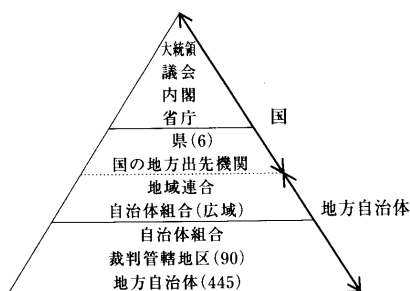 大統領
議会
内閣
省庁
国
県(6)
国の地方出先機関
地域連合
自治体組合(広域)
地方自治体
自治体組合
裁判管轄地区(90)
地方自治体(445)